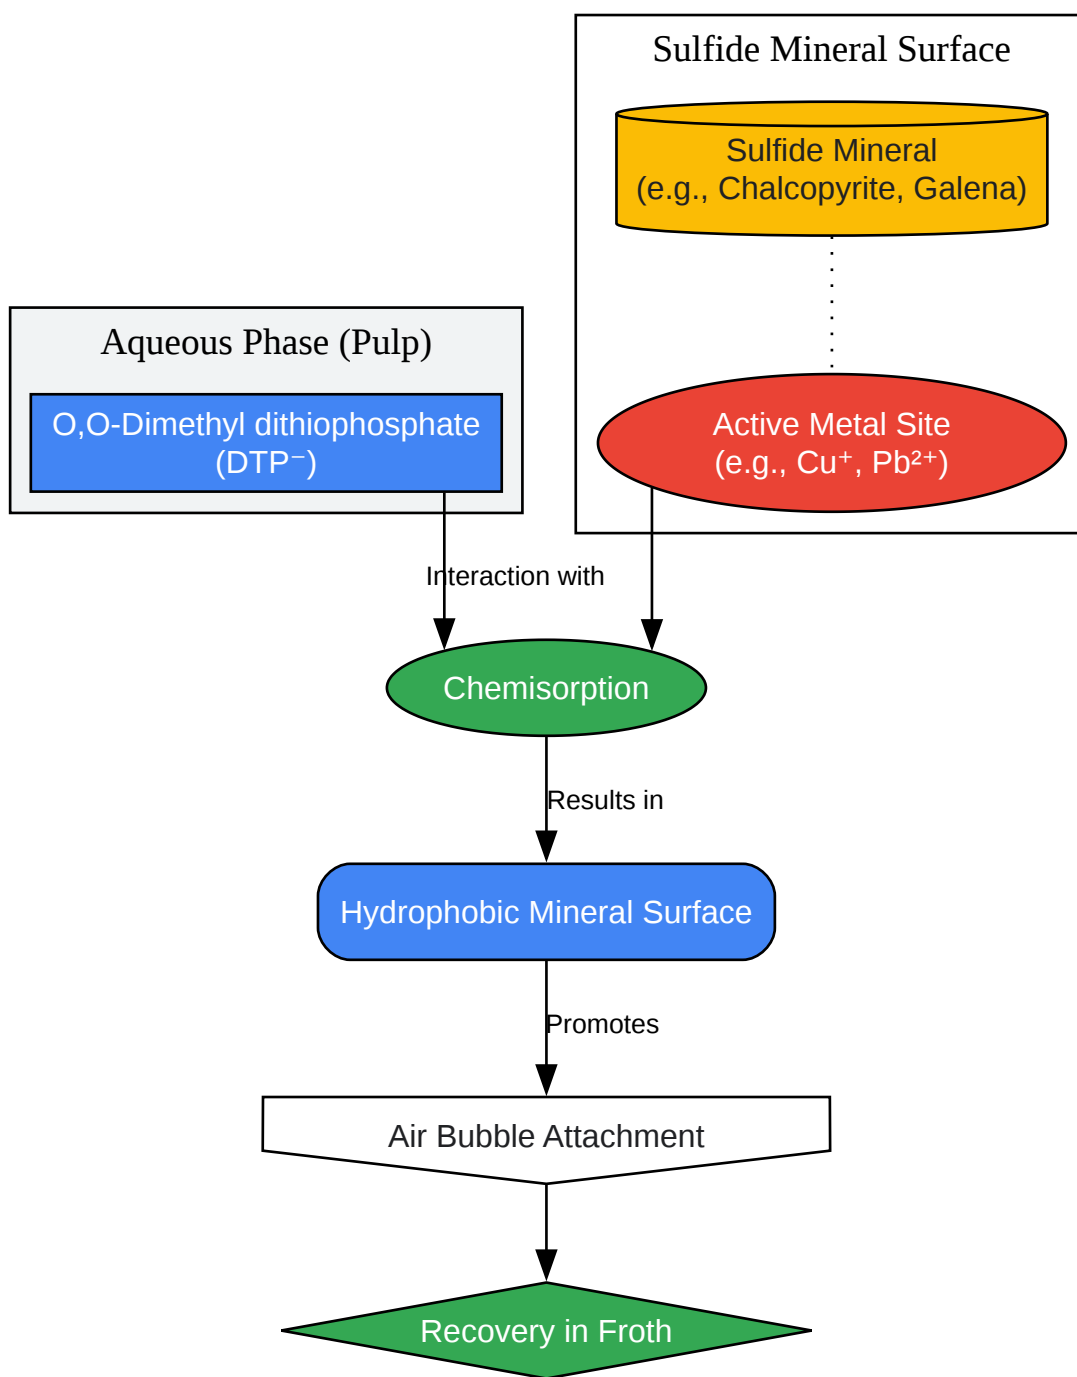 Sulfide Mineral Surface
Sulfide Mineral
(e.g., Chalcopyrite, Galena)
Aqueous Phase (Pulp)
O,O-Dimethyl dithiophosphate
(DTP⁻)
Active Metal Site
(e.g., Cu⁺, Pb²⁺)
Interaction with
Chemisorption
Results in
Hydrophobic Mineral Surface
Promotes
Air Bubble Attachment
Recovery in Froth